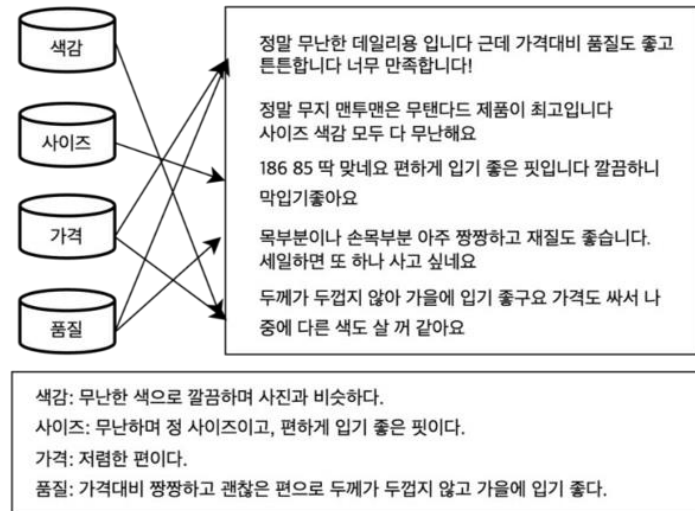 색감
사이즈
가격
품질
정말 무난한 데일리용 입니다 근데 가격대비 품질도 좋고
튼튼합니다 너무 만족합니다!
정말 무지 맨투맨은 무탠다드 제품이 최고입니다
사이즈 색감 모두 다 무난해요
186 85 딱 맞네요 편하게 입기 좋은 핏입니다 깔끔하니
막입기좋아요
목부분이나 손목부분 아주 짱짱하고 재질도 좋습니다.
세일하면 또 하나 사고 싶네요
두께가 두껍지 않아 가을에 입기 좋구요 가격도 싸서 나
중에 다른 색도 살 꺼 같아요
색감: 무난한 색으로 깔끔하며 사진과 비슷하다.
사이즈: 무난하며 정 사이즈이고, 편하게 입기 좋은 핏이다.
가격: 저렴한 편이다.
품질: 가격대비 짱짱하고 괜찮은 편으로 두께가 두껍지 않고 가을에 입기 좋다.